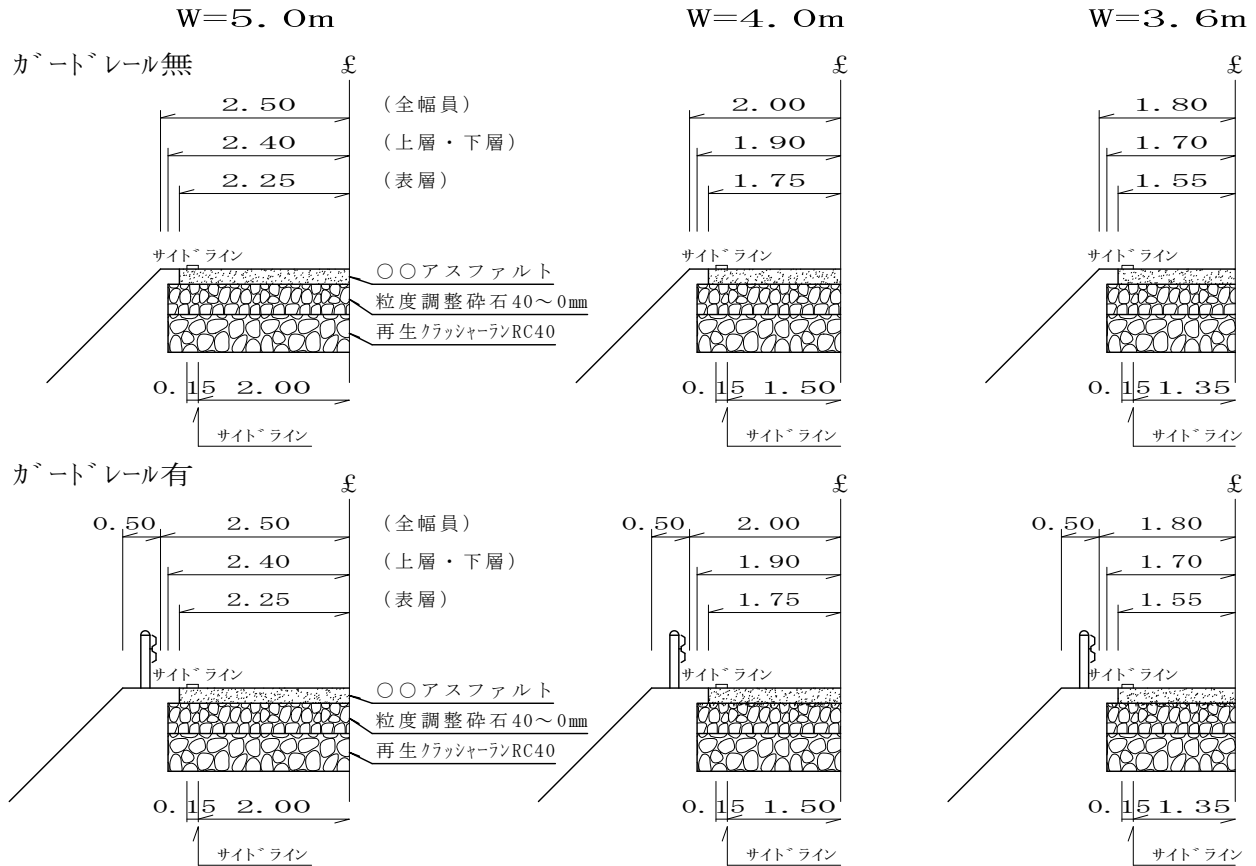 W=5. 0m W=4. 0m W=3. 6m
ガードレール無 £ £ £
2. 50 (全幅員) 2. 00 1. 80
2. 40 (上層・下層) 1. 90 1. 70
2. 25 (表層) 1. 75 1. 55
サイドライン サイドライン サイドライン
○○アスファルト
粒度調整砕石40～0mm
再生クラッシャーランRC40
0. 15 2. 00 0. 15 1. 50 0. 15 1. 35
サイドライン サイドライン サイドライン
ガードレール有 £ £ £
0. 50 2. 50 (全幅員) 0. 50 2. 00 0. 50 1. 80
2. 40 (上層・下層) 1. 90 1. 70
2. 25 (表層) 1. 75 1. 55
サイドライン サイドライン サイドライン
○○アスファルト
粒度調整砕石40～0mm
再生クラッシャーランRC40
0. 15 2. 00 0. 15 1. 50 0. 15 1. 35
サイドライン サイドライン サイドライン